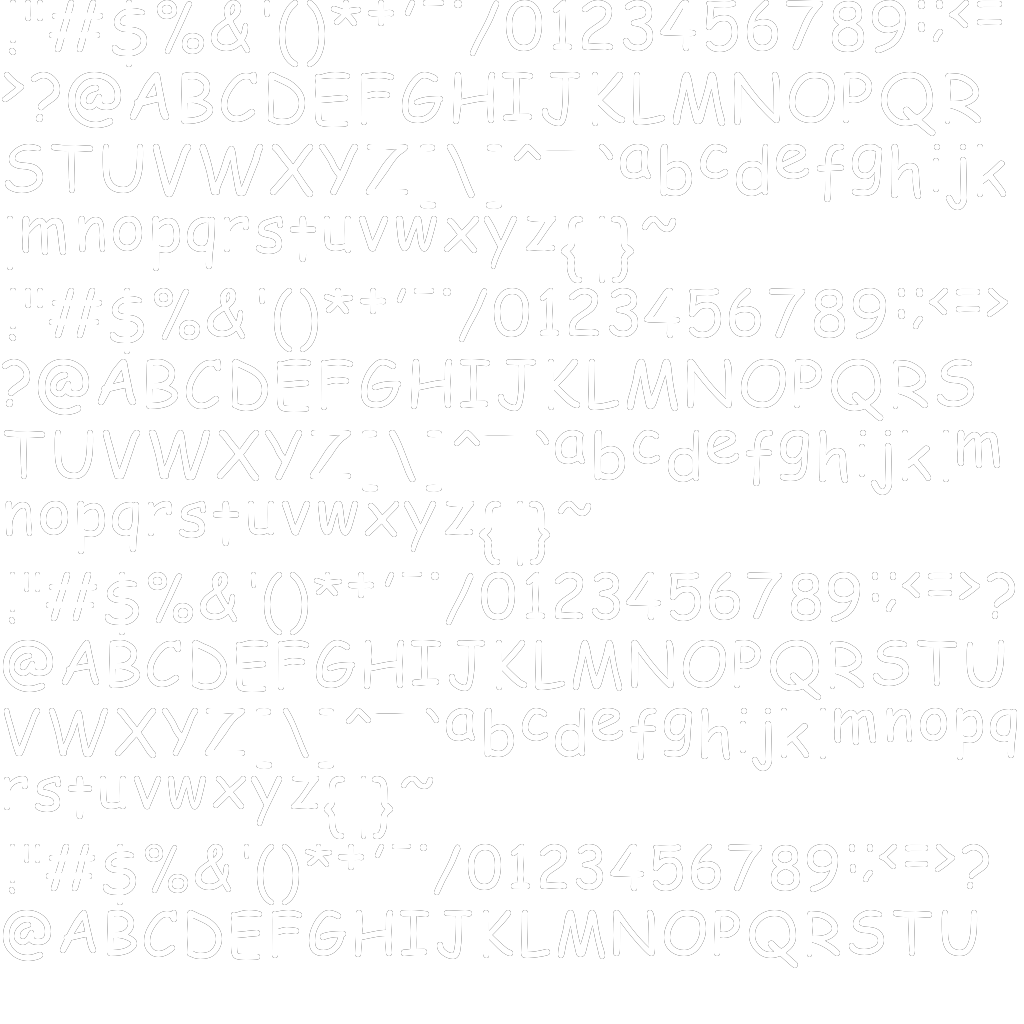 !"#$%&'()*+,-./0123456789:;<=
>?@ABCDEFGHIJKLMNOPQR
STUVWXYZ[\]^_`abcdefghijk
lmnopqrstuvwxyz{|}~
!"#$%&'()*+,-./0123456789:;<=>
?@ABCDEFGHIJKLMNOPQRS
TUVWXYZ[\]^_`abcdefghijklm
nopqrstuvwxyz{|}~
!"#$%&'()*+,-./0123456789:;<=>?
@ABCDEFGHIJKLMNOPQRSTU
VWXYZ[\]^_`abcdefghijklmnopq
rstuvwxyz{|}~
!"#$%&'()*+,-./0123456789:;<=>?
@ABCDEFGHIJKLMNOPQRSTU